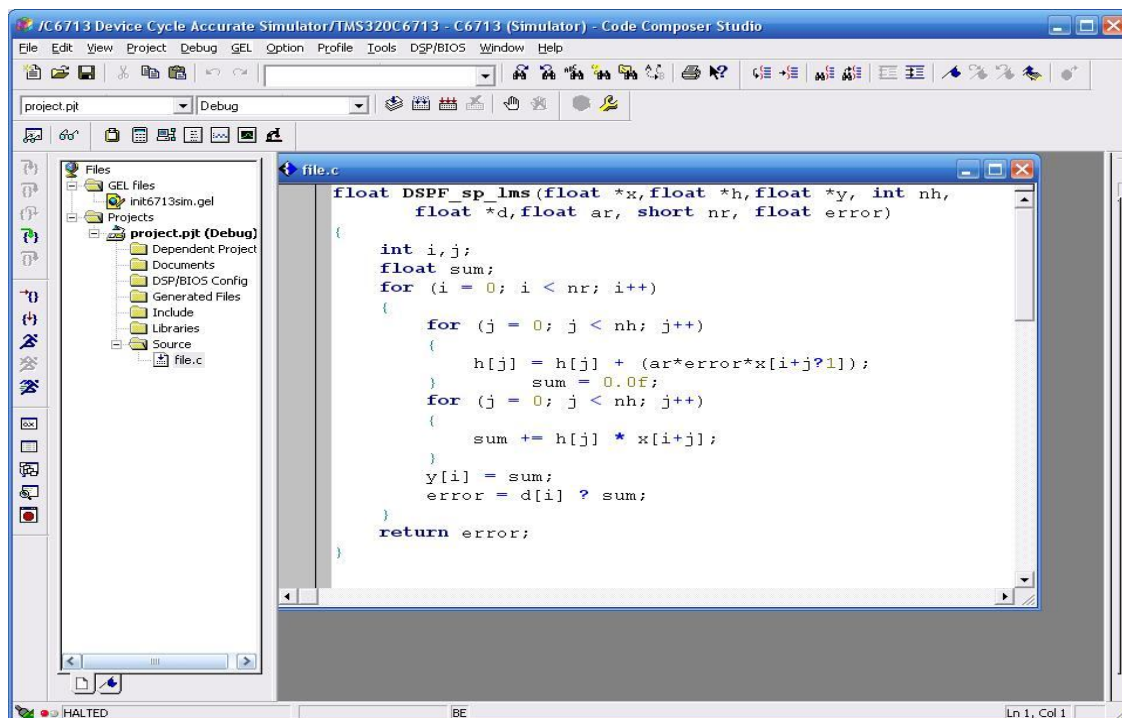 /C6713 Device Cycle Accurate Simulator/TMS320C6713 - C6713 (Simulator) - Code Composer Studio
File Edit View Project Debug GEL Option Profile Tools DSP/BIOS Window Help
project.pjt Debug
Files
GEL files
init6713sim.gel
Projects
project.pjt (Debug)
Dependent Project
Documents
DSP/BIOS Config
Generated Files
Include
Libraries
Source
file.c
file.c
float DSPF_sp_lms(float *x,float *h,float *y, int nh,
float *d,float ar, short nr, float error)
{
int i,j;
float sum;
for (i = 0; i < nr; i++)
{
for (j = 0; j < nh; j++)
{
h[j] = h[j] + (ar*error*x[i+j?1]);
} sum = 0.0f;
for (j = 0; j < nh; j++)
{
sum += h[j] * x[i+j];
}
y[i] = sum;
error = d[i] ? sum;
}
return error;
}
HALTED BE Ln 1, Col 1